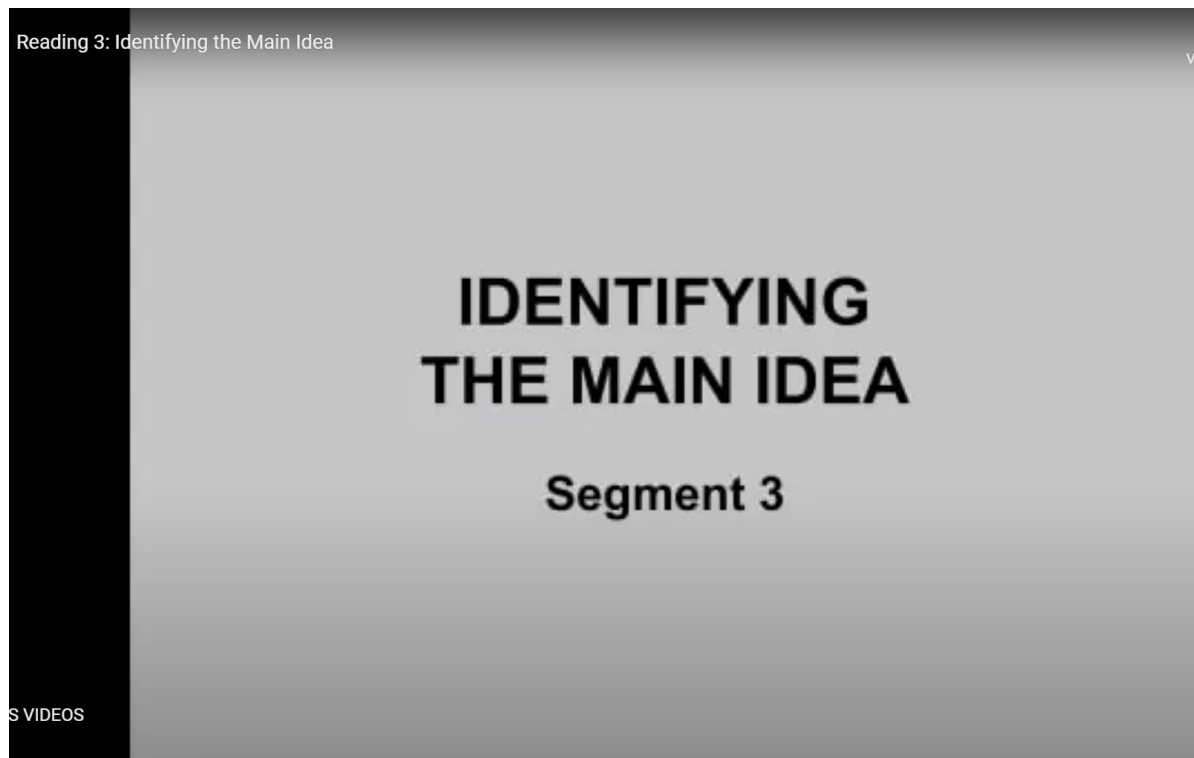 Reading 3: Identifying the Main Idea
IDENTIFYING
THE MAIN IDEA
Segment 3
S VIDEOS